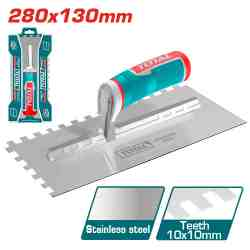 280x130mm
TOTAL
TOTAL
Stainless steel
Teeth
10x10mm